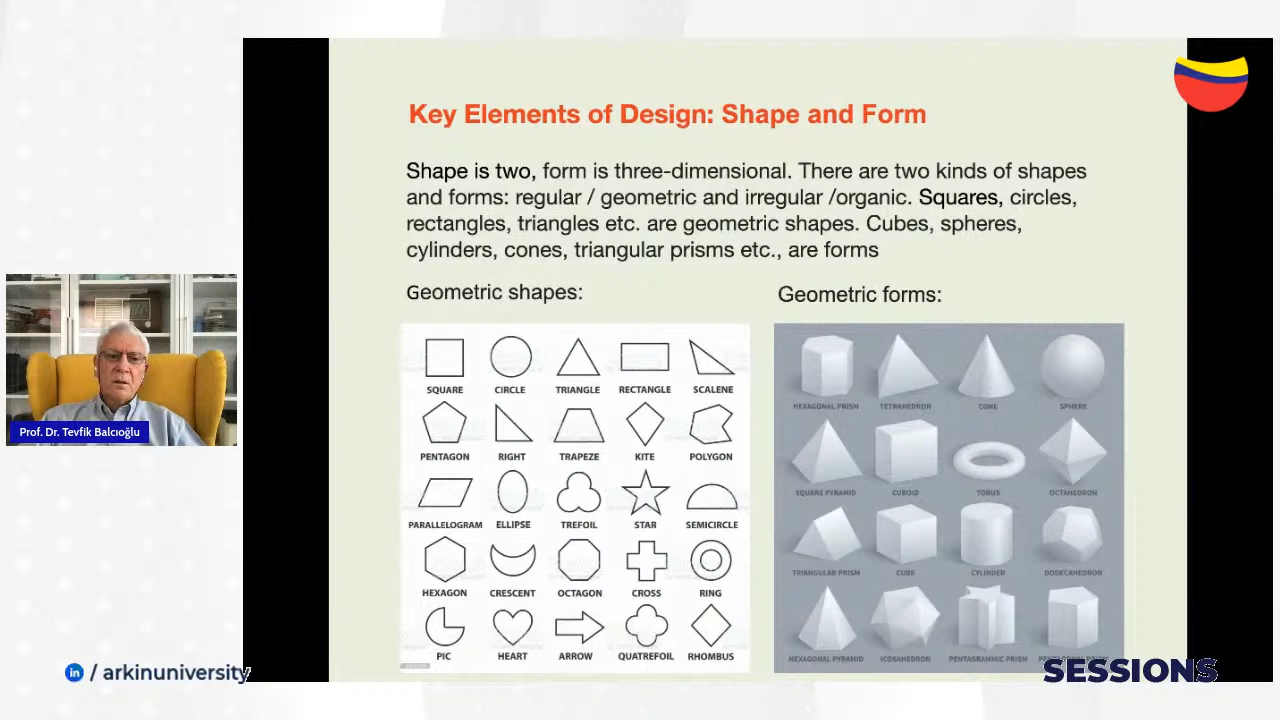 Key Elements of Design: Shape and Form
Shape is two, form is three-dimensional. There are two kinds of shapes
and forms: regular / geometric and irregular /organic. Squares, circles,
rectangles, triangles etc. are geometric shapes. Cubes, spheres,
cylinders, cones, triangular prisms etc., are forms
Geometric shapes:
SQUARE CIRCLE TRIANGLE RECTANGLE SCALENE
PENTAGON RIGHT TRAPEZE KITE POLYGON
PARALLELOGRAM ELLIPSE TREFOIL STAR SEMICIRCLE
HEXAGON CRESCENT OCTAGON CROSS RING
PIC HEART ARROW QUATREFOIL RHOMBUS
Geometric forms:
HEXAGONAL PRISM TETRAHEDRON CONE SPHERE
SQUARE PYRAMID CUBOID TORUS OCTAHEDRON
TRIANGULAR PRISM CUBE CYLINDER DODECAHEDRON
HEXAGONAL PYRAMID ICOSAHEDRON PENTAGRAMMIC PRISM
Prof. Dr. Tevfik Balcıoğlu
in / arkinuniversity
SESSIONS